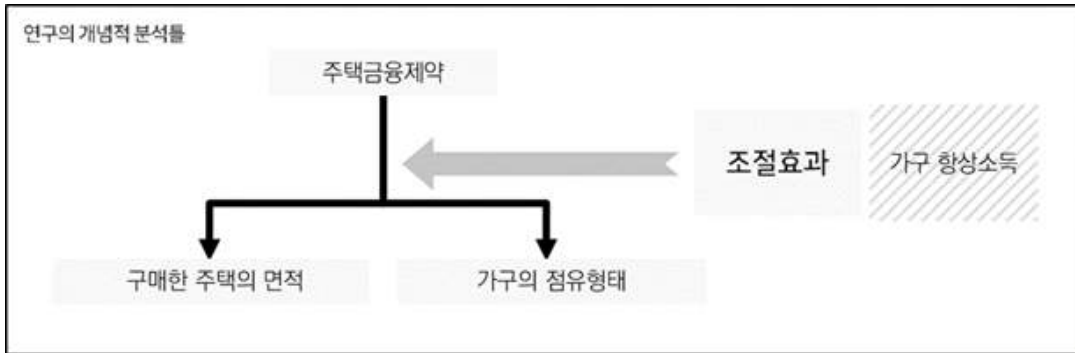 연구의 개념적 분석틀
주택금융제약
조절효과
가구 항상소득
구매한 주택의 면적
가구의 점유형태